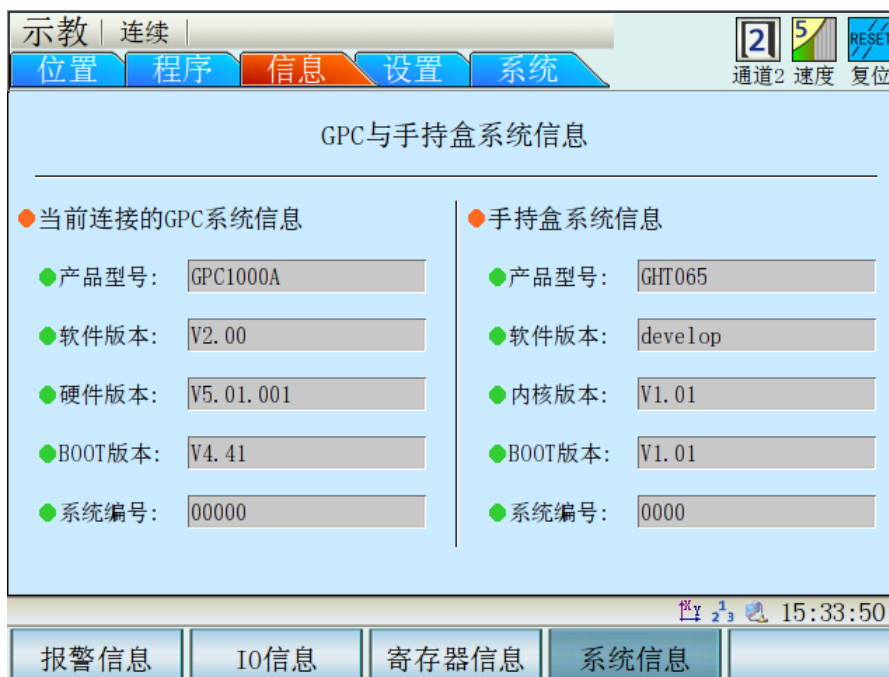 示教 | 连续 |
2 5 RESET
通道2 速度 复位
位置 程序 信息 设置 系统
GPC与手持盒系统信息
当前连接的GPC系统信息
产品型号: GPC1000A
软件版本: V2.00
硬件版本: V5.01.001
BOOT版本: V4.41
系统编号: 00000
手持盒系统信息
产品型号: GHT065
软件版本: develop
内核版本: V1.01
BOOT版本: V1.01
系统编号: 0000
XY 123 15:33:50
报警信息 IO信息 寄存器信息 系统信息